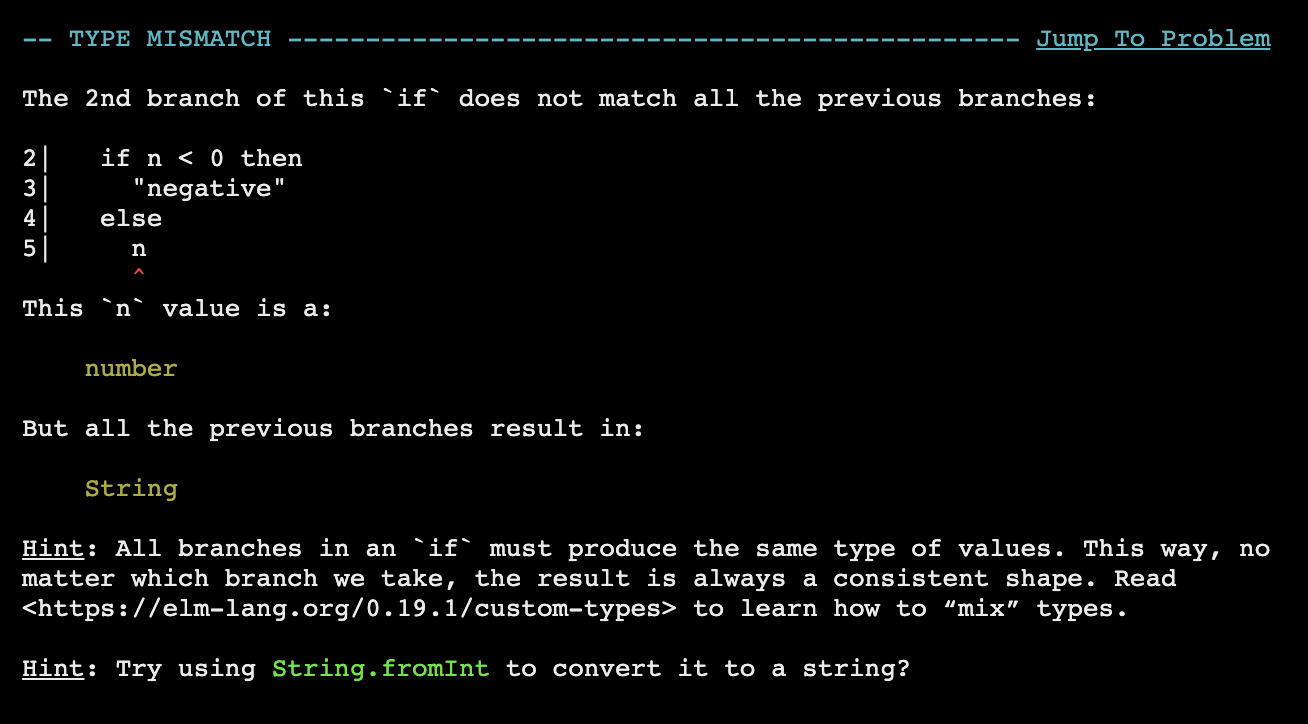 -- TYPE MISMATCH ----------------------------------------------- Jump To Problem
The 2nd branch of this `if` does not match all the previous branches:
2|   if n < 0 then
3|     "negative"
4|   else
5|     n
       ^
This `n` value is a:
    number
But all the previous branches result in:
    String
Hint: All branches in an `if` must produce the same type of values. This way, no
matter which branch we take, the result is always a consistent shape. Read
<https://elm-lang.org/0.19.1/custom-types> to learn how to “mix” types.
Hint: Try using String.fromInt to convert it to a string?